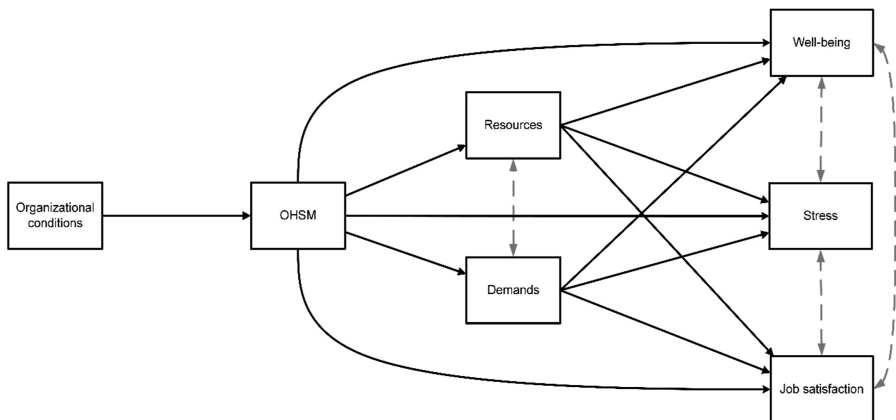 Well-being
Resources
Organizational
conditions
OHSM
Stress
Demands
Job satisfaction